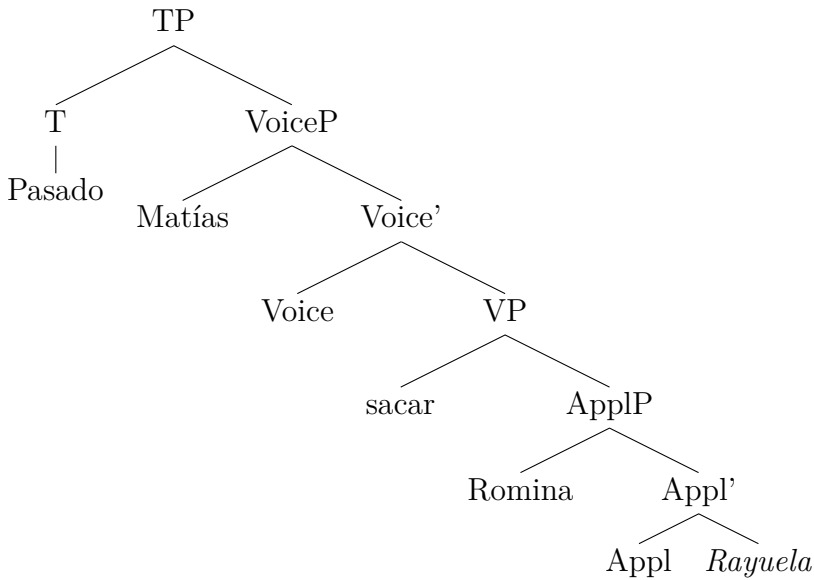 TP
T VoiceP
Pasado
Matías Voice’
Voice VP
sacar ApplP
Romina Appl’
Appl Rayuela